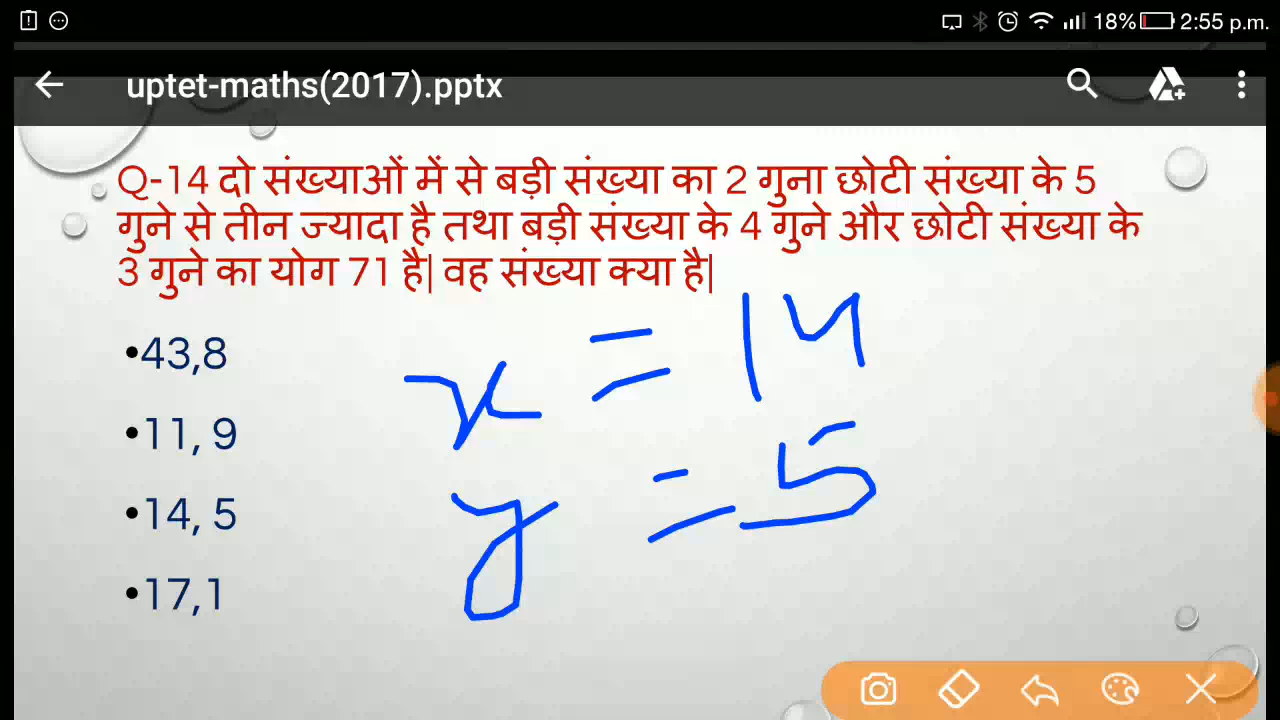 18% 2:55 p.m.
uptet-maths(2017).pptx
Q-14 दो संख्याओं में से बड़ी संख्या का 2 गुना छोटी संख्या के 5
गुने से तीन ज्यादा है तथा बड़ी संख्या के 4 गुने और छोटी संख्या के
3 गुने का योग 71 है| वह संख्या क्या है|
•43,8
•11, 9
•14, 5
•17,1
x = 14
y = 5